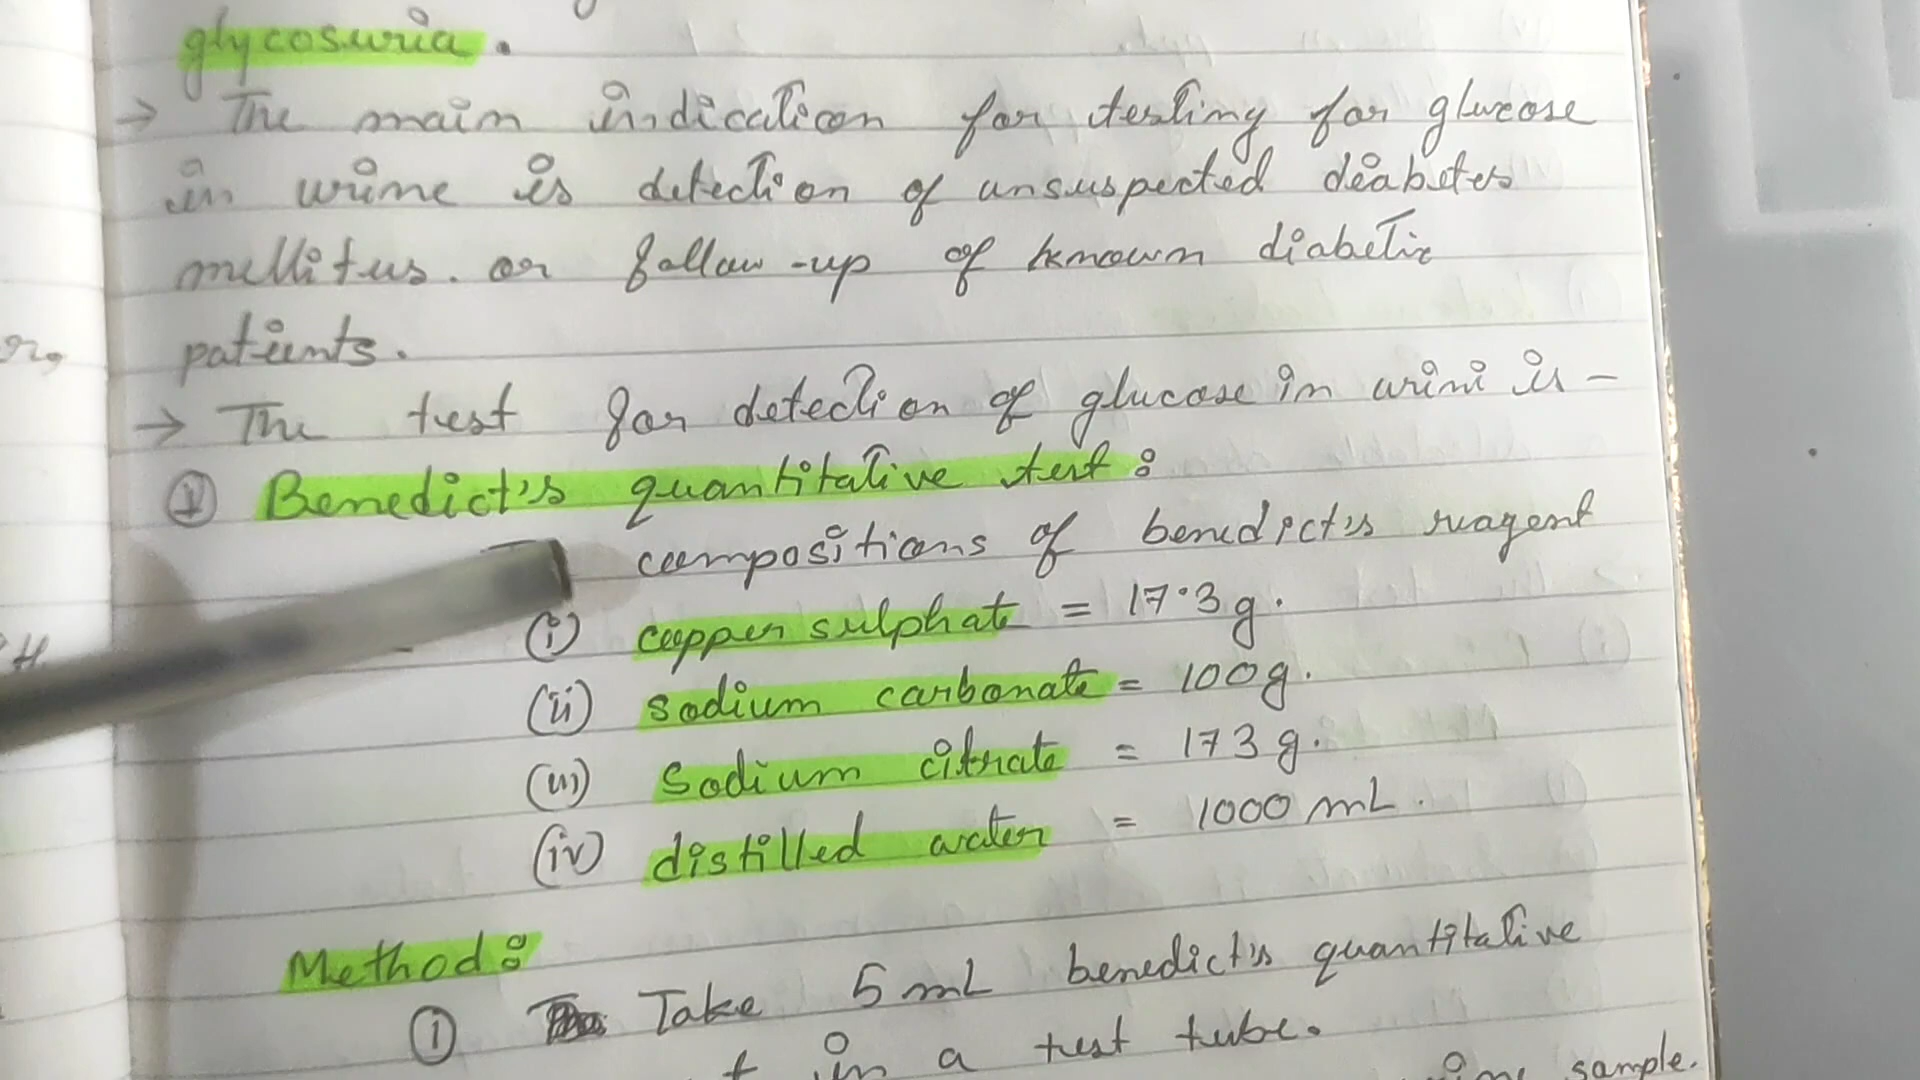 glycosuria.
→ The main indication for testing for glucose
in urine is detection of unsuspected diabetes
mellitus. or follow-up of known diabetic
patients.
→ The test for detection of glucose in urine is -
① Benedict's quantitative test :
compositions of benedict's reagent
(i) copper sulphate = 17.3 g.
(ii) sodium carbonate = 100g.
(iii) Sodium citrate = 173 g.
(iv) distilled water = 1000 mL.
Method :
① Take 5 mL benedict's quantitative
in a test tube.
sample.